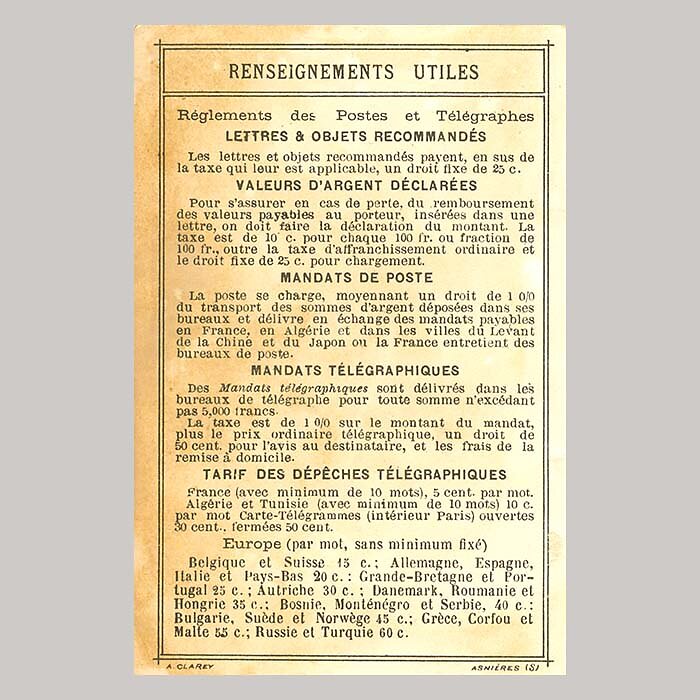 RENSEIGNEMENTS UTILES
Réglements des Postes et Télégraphes
LETTRES & OBJETS RECOMMANDÉS
Les lettres et objets recommandés payent, en sus de
la taxe qui leur est applicable, un droit fixe de 25 c.
VALEURS D'ARGENT DÉCLARÉES
Pour s'assurer en cas de perte, du remboursement
des valeurs payables au porteur, insérées dans une
lettre, on doit faire la déclaration du montant. La
taxe est de 10 c. pour chaque 100 fr. ou fraction de
100 fr., outre la taxe d'affranchissement ordinaire et
le droit fixe de 25 c. pour chargement.
MANDATS DE POSTE
La poste se charge, moyennant un droit de 1 0/0
du transport des sommes d'argent déposées dans ses
bureaux et délivre en échange des mandats payables
en France, en Algérie et dans les villes du Levant
de la Chine et du Japon ou la France entretient des
bureaux de poste.
MANDATS TÉLÉGRAPHIQUES
Des Mandats télégraphiques sont délivrés dans les
bureaux de télégraphe pour toute somme n'excédant
pas 5,000 francs.
La taxe est de 1 0/0 sur le montant du mandat,
plus le prix ordinaire télégraphique, un droit de
50 cent. pour l'avis au destinataire, et les frais de la
remise à domicile.
TARIF DES DÉPÊCHES TÉLÉGRAPHIQUES
France (avec minimum de 10 mots), 5 cent. par mot.
Algérie et Tunisie (avec minimum de 10 mots) 10 c.
par mot Carte-Télégrammes (intérieur Paris) ouvertes
30 cent., fermées 50 cent.
Europe (par mot, sans minimum fixé)
Belgique et Suisse 15 c.; Allemagne, Espagne,
Italie et Pays-Bas 20 c.: Grande-Bretagne et Por-
tugal 25 c.; Autriche 30 c.; Danemark, Roumanie et
Hongrie 35 c.; Bosnie, Monténégro et Serbie, 40 c.:
Bulgarie, Suède et Norwège 45 c.; Grèce, Corfou et
Malte 55 c.; Russie et Turquie 60 c.
A. CLAREY
ASNIÈRES (S)